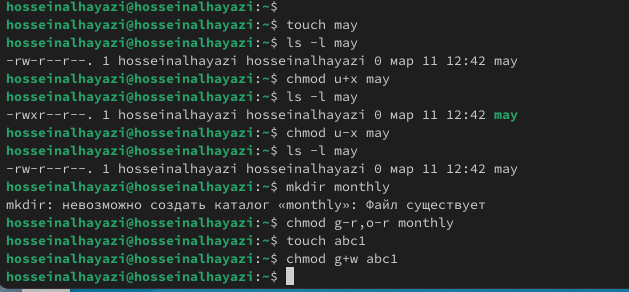 hosseinalhayazi@hosseinalhayazi:~$
hosseinalhayazi@hosseinalhayazi:~$ touch may
hosseinalhayazi@hosseinalhayazi:~$ ls -l may
-rw-r--r--. 1 hosseinalhayazi hosseinalhayazi 0 мар 11 12:42 may
hosseinalhayazi@hosseinalhayazi:~$ chmod u+x may
hosseinalhayazi@hosseinalhayazi:~$ ls -l may
-rwxr--r--. 1 hosseinalhayazi hosseinalhayazi 0 мар 11 12:42 may
hosseinalhayazi@hosseinalhayazi:~$ chmod u-x may
hosseinalhayazi@hosseinalhayazi:~$ ls -l may
-rw-r--r--. 1 hosseinalhayazi hosseinalhayazi 0 мар 11 12:42 may
hosseinalhayazi@hosseinalhayazi:~$ mkdir monthly
mkdir: невозможно создать каталог «monthly»: Файл существует
hosseinalhayazi@hosseinalhayazi:~$ chmod g-r,o-r monthly
hosseinalhayazi@hosseinalhayazi:~$ touch abc1
hosseinalhayazi@hosseinalhayazi:~$ chmod g+w abc1
hosseinalhayazi@hosseinalhayazi:~$